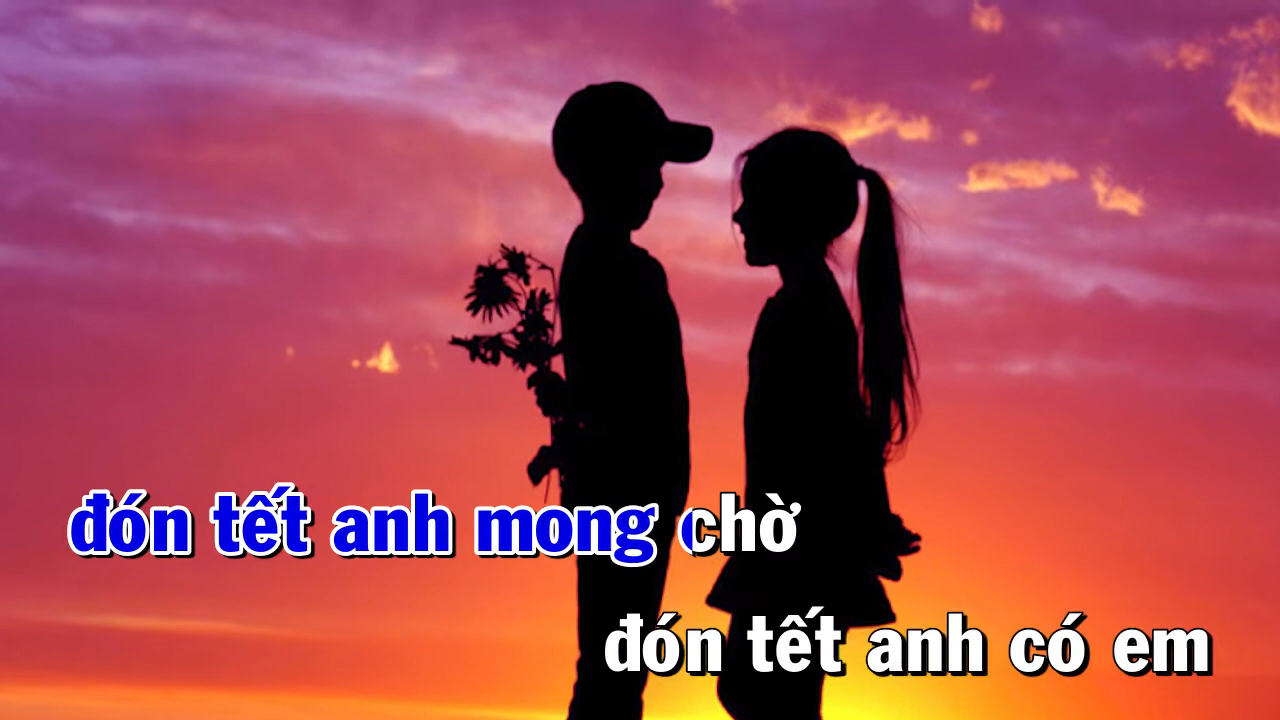 đón tết anh mong chờ
đón tết anh có em